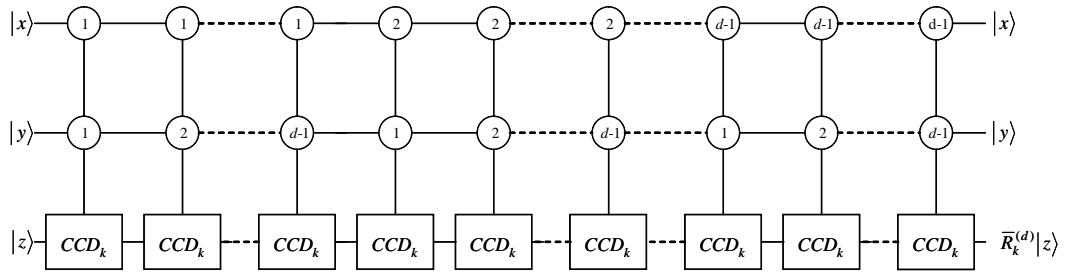 |x⟩ 1 1 1 2 2 2 d-1 d-1 d-1 |x⟩
|y⟩ 1 2 d-1 1 2 d-1 1 2 d-1 |y⟩
|z⟩ CCD_k CCD_k CCD_k CCD_k CCD_k CCD_k CCD_k CCD_k CCD_k R̅_k^(d)|z⟩